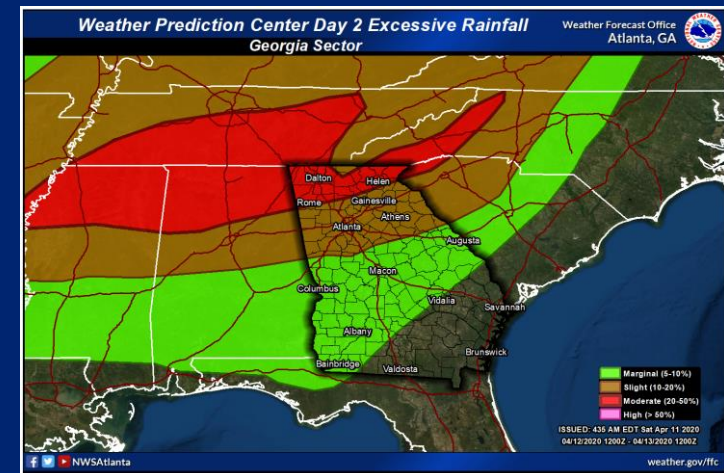 Weather Prediction Center Day 2 Excessive Rainfall
Georgia Sector
Weather Forecast Office
Atlanta, GA
Dalton
Helen
Rome
Gainesville
Athens
Atlanta
Augusta
Macon
Columbus
Vidalia
Savannah
Albany
Brunswick
Bainbridge
Valdosta
Marginal (5-10%)
Slight (10-20%)
Moderate (20-50%)
High (> 50%)
ISSUED: 435 AM EDT Sat Apr 11 2020
04/12/2020 1200Z - 04/13/2020 1200Z
NWSAtlanta
weather.gov/ffc